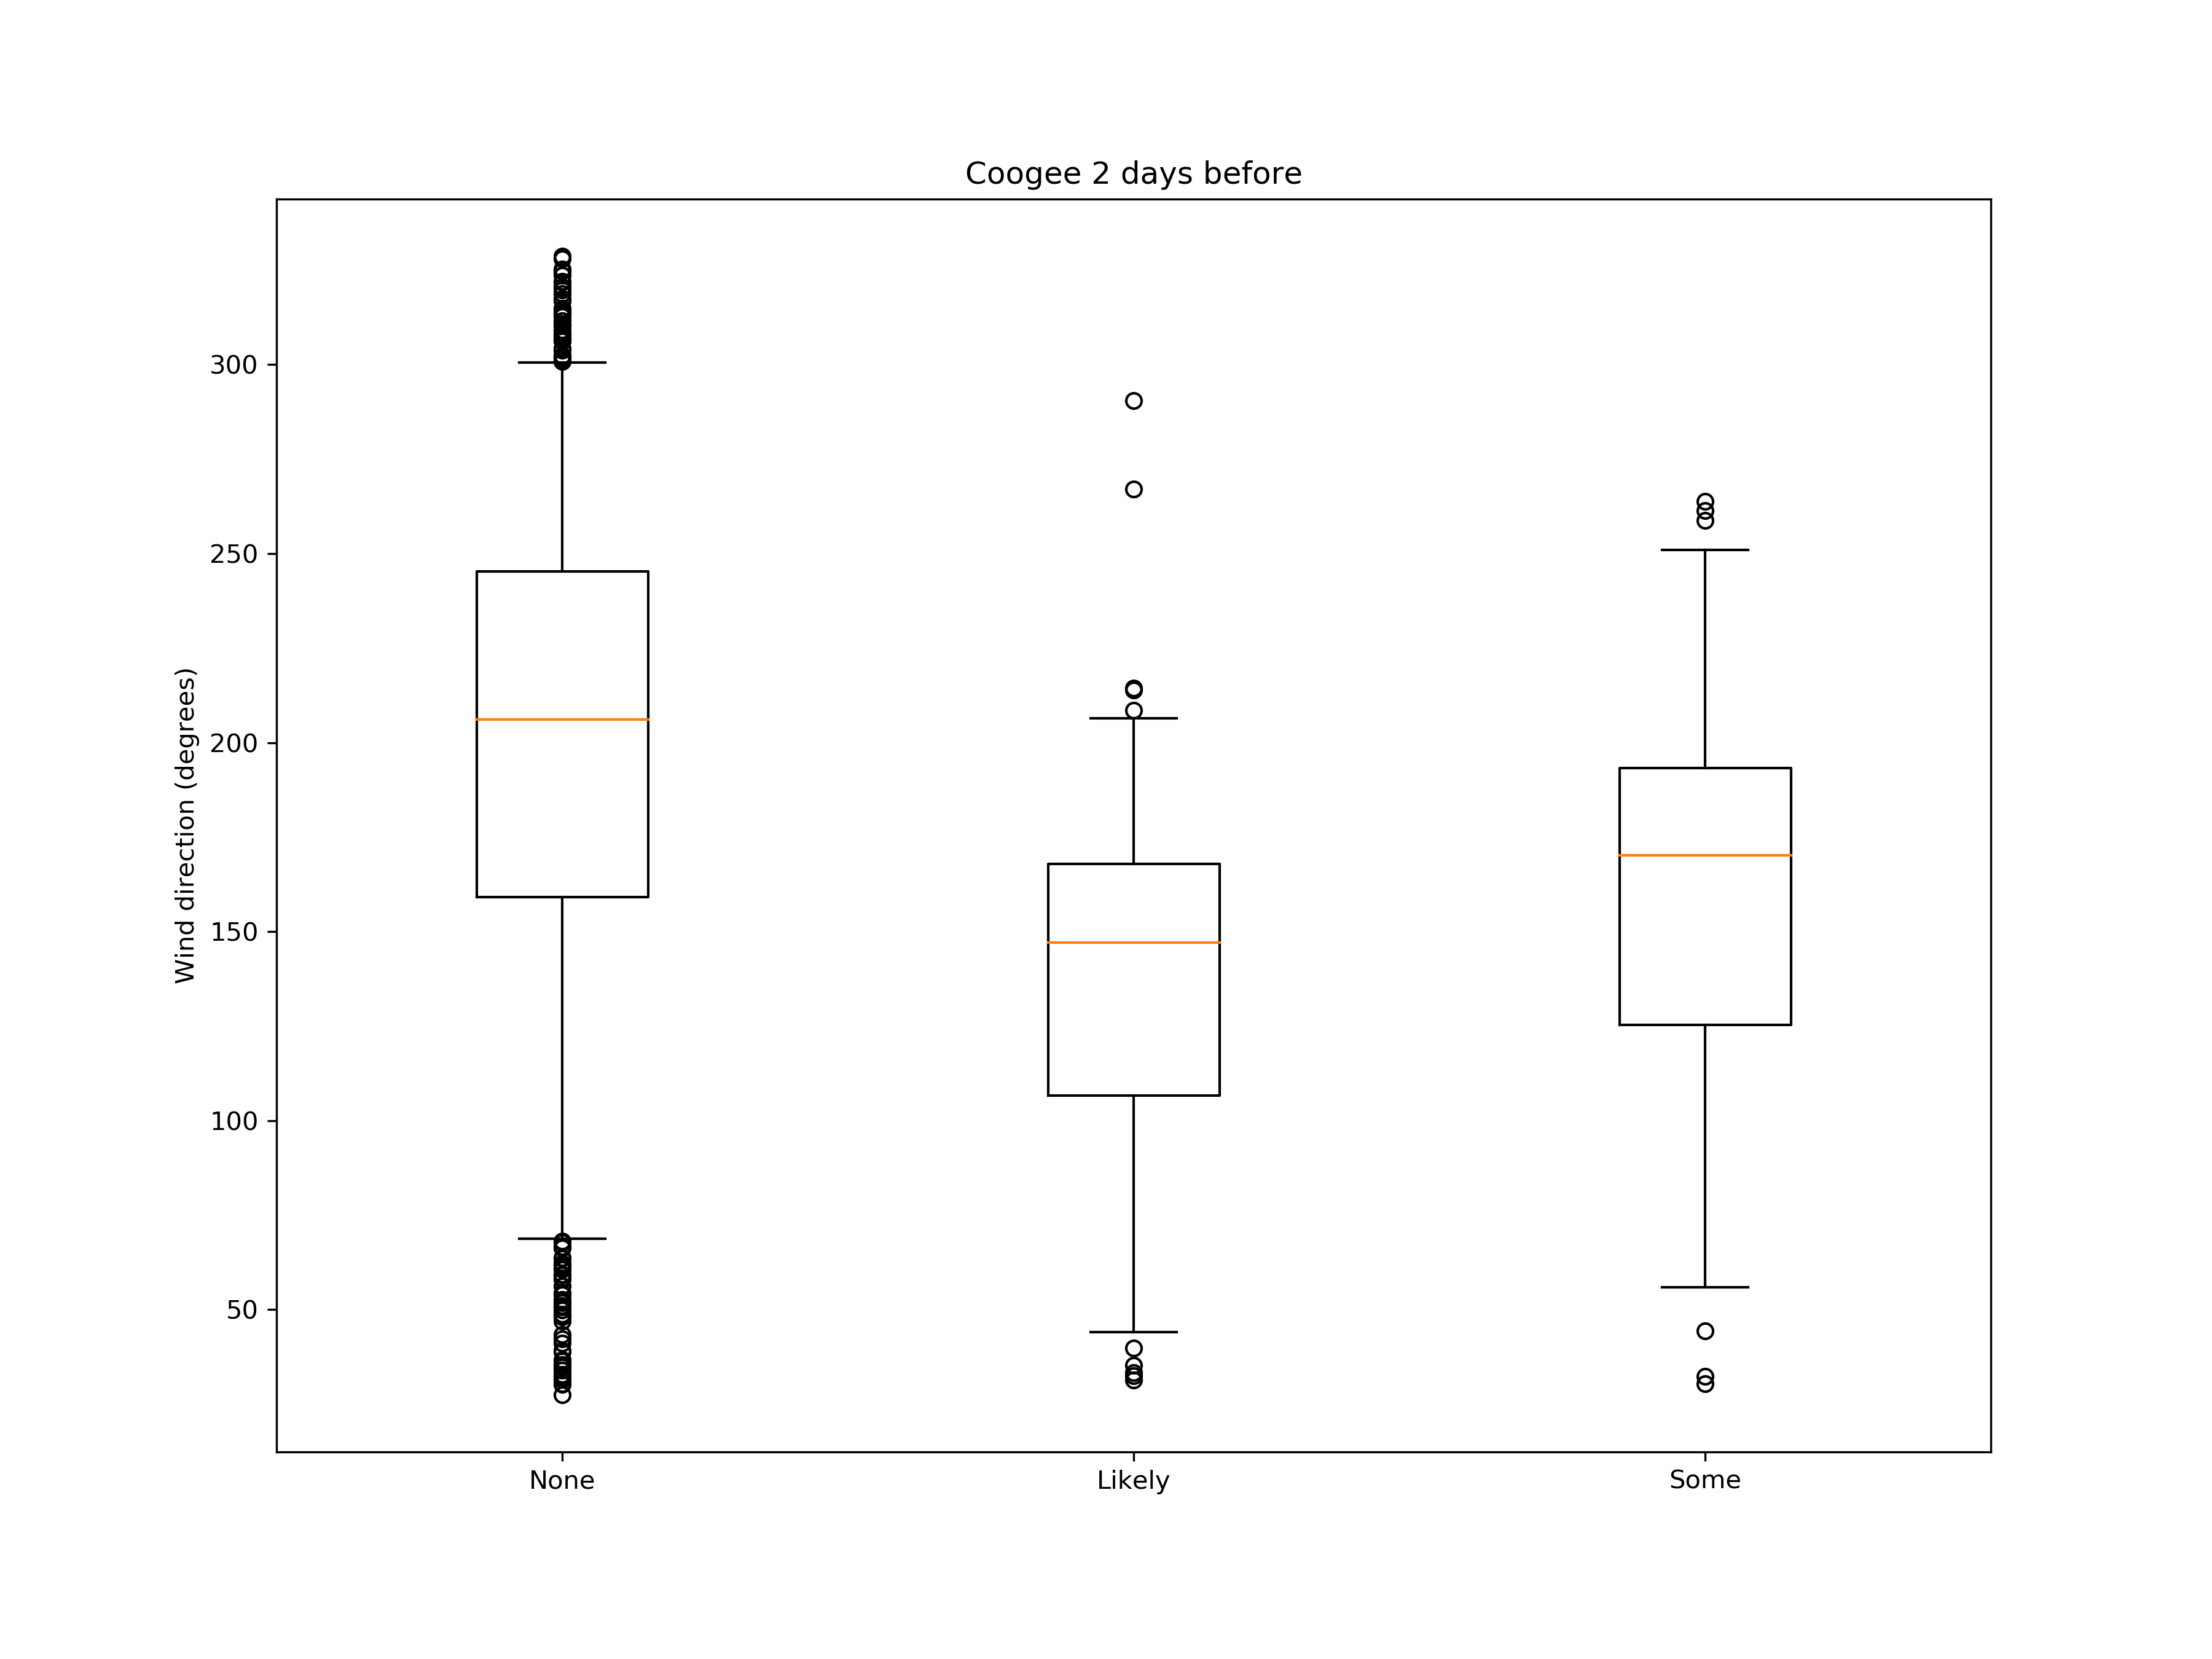 Coogee 2 days before
Wind direction (degrees)
300
250
200
150
100
50
None
Likely
Some